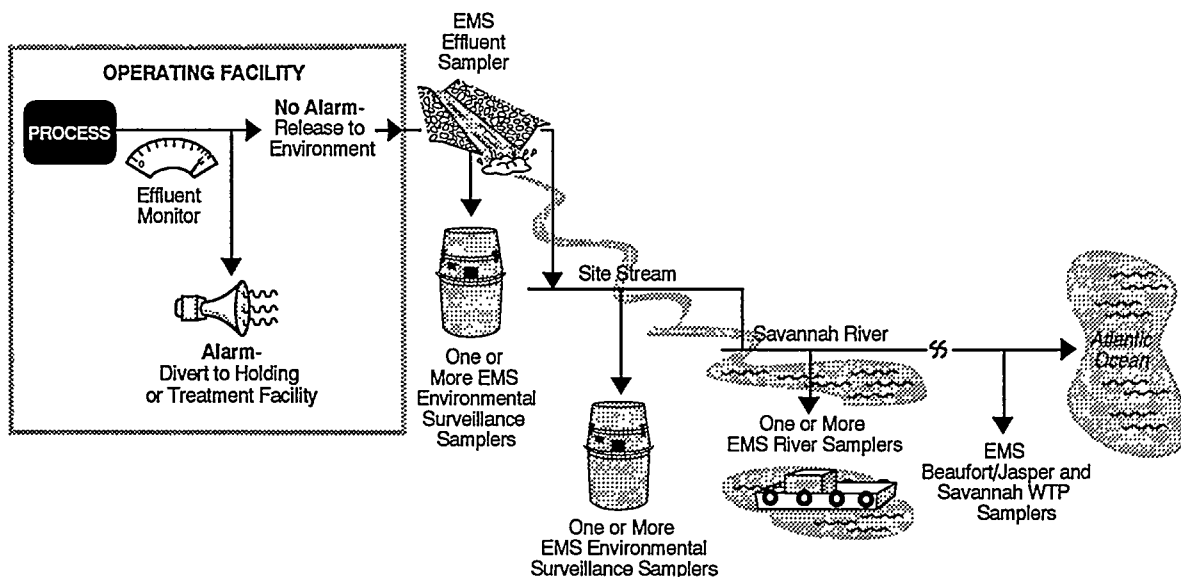 EMS
Effluent
Sampler
OPERATING FACILITY
PROCESS
No Alarm-
Release to
Environment
0
Effluent
Monitor
Alarm-
Divert to Holding
or Treatment Facility
One or
More EMS
Environmental
Surveillance
Samplers
Site Stream
One or More
EMS Environmental
Surveillance Samplers
Savannah River
One or More
EMS River Samplers
EMS
Beaufort/Jasper and
Savannah WTP
Samplers
Atlantic
Ocean